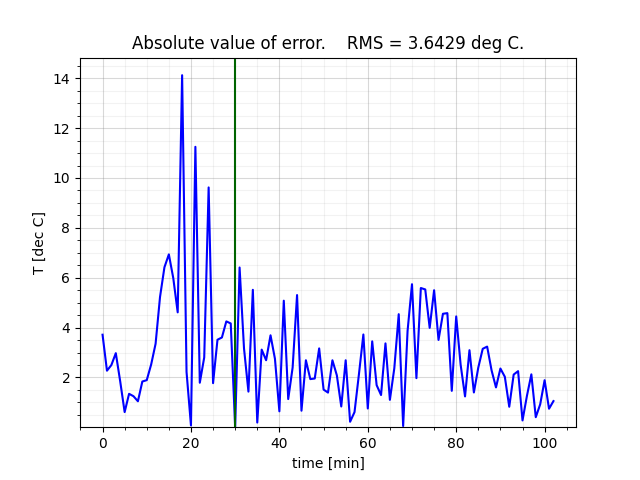 Absolute value of error.    RMS = 3.6429 deg C.
T [dec C]
14
12
10
8
6
4
2
0 20 40 60 80 100
time [min]